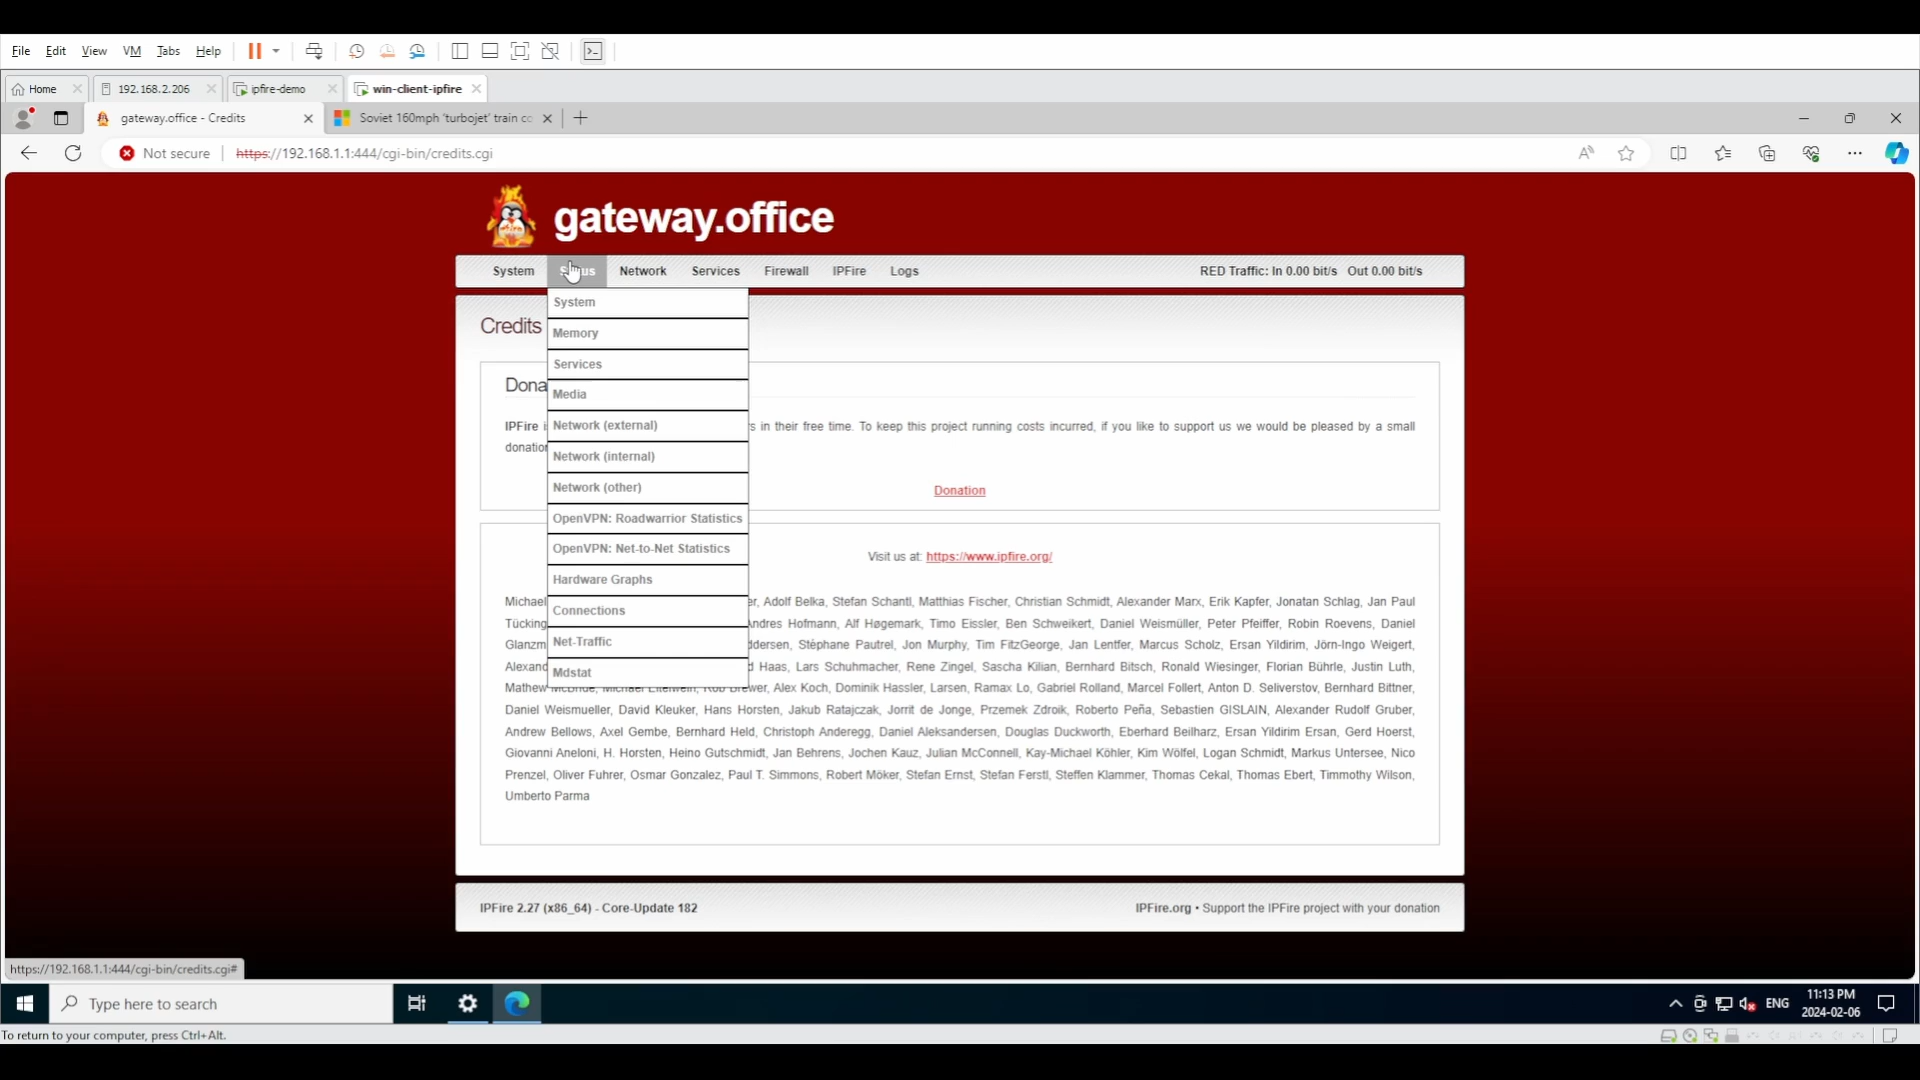 File Edit View VM Tabs Help
Home 192.168.2.206 ipfire-demo win-client-ipfire
gateway.office - Credits Soviet 160mph 'turbojet' train co
Not secure https://192.168.1.1:444/cgi-bin/credits.cgi
gateway.office
System Network Services Firewall IPFire Logs RED Traffic: In 0.00 bit/s Out 0.00 bit/s
System
Credits
Memory
Services
Dona
Media
IPFire Network (external) s in their free time. To keep this project running costs incurred, if you like to support us we would be pleased by a small
donation
Network (internal)
Network (other)
Donation
OpenVPN: Roadwarrior Statistics
OpenVPN: Net-to-Net Statistics
Visit us at: https://www.ipfire.org/
Hardware Graphs
Michael er, Adolf Belka, Stefan Schantl, Matthias Fischer, Christian Schmidt, Alexander Marx, Erik Kapfer, Jonatan Schlag, Jan Paul
Connections
Tücking Andres Hofmann, Alf Høgemark, Timo Eissler, Ben Schweikert, Daniel Weismüller, Peter Pfeiffer, Robin Roevens, Daniel
Net-Traffic
Glanzm ddersen, Stéphane Pautrel, Jon Murphy, Tim FitzGeorge, Jan Lentfer, Marcus Scholz, Ersan Yildirim, Jörn-Ingo Weigert,
Alexand d Haas, Lars Schuhmacher, Rene Zingel, Sascha Kilian, Bernhard Bitsch, Ronald Wiesinger, Florian Bührle, Justin Luth,
Mdstat
Mathew McBride, Michael Eitelwein, Rob Brewer, Alex Koch, Dominik Hassler, Larsen, Ramax Lo, Gabriel Rolland, Marcel Follert, Anton D. Seliverstov, Bernhard Bittner,
Daniel Weismueller, David Kleuker, Hans Horsten, Jakub Ratajczak, Jorrit de Jonge, Przemek Zdroik, Roberto Peña, Sebastien GISLAIN, Alexander Rudolf Gruber,
Andrew Bellows, Axel Gembe, Bernhard Held, Christoph Anderegg, Daniel Aleksandersen, Douglas Duckworth, Eberhard Beilharz, Ersan Yildirim Ersan, Gerd Hoerst,
Giovanni Aneloni, H. Horsten, Heino Gutschmidt, Jan Behrens, Jochen Kauz, Julian McConnell, Kay-Michael Köhler, Kim Wölfel, Logan Schmidt, Markus Untersee, Nico
Prenzel, Oliver Fuhrer, Osmar Gonzalez, Paul T. Simmons, Robert Möker, Stefan Ernst, Stefan Ferstl, Steffen Klammer, Thomas Cekal, Thomas Ebert, Timmothy Wilson,
Umberto Parma
IPFire 2.27 (x86_64) - Core-Update 182 IPFire.org • Support the IPFire project with your donation
https://192.168.1.1:444/cgi-bin/credits.cgi#
Type here to search ENG 11:13 PM
2024-02-06
To return to your computer, press Ctrl+Alt.